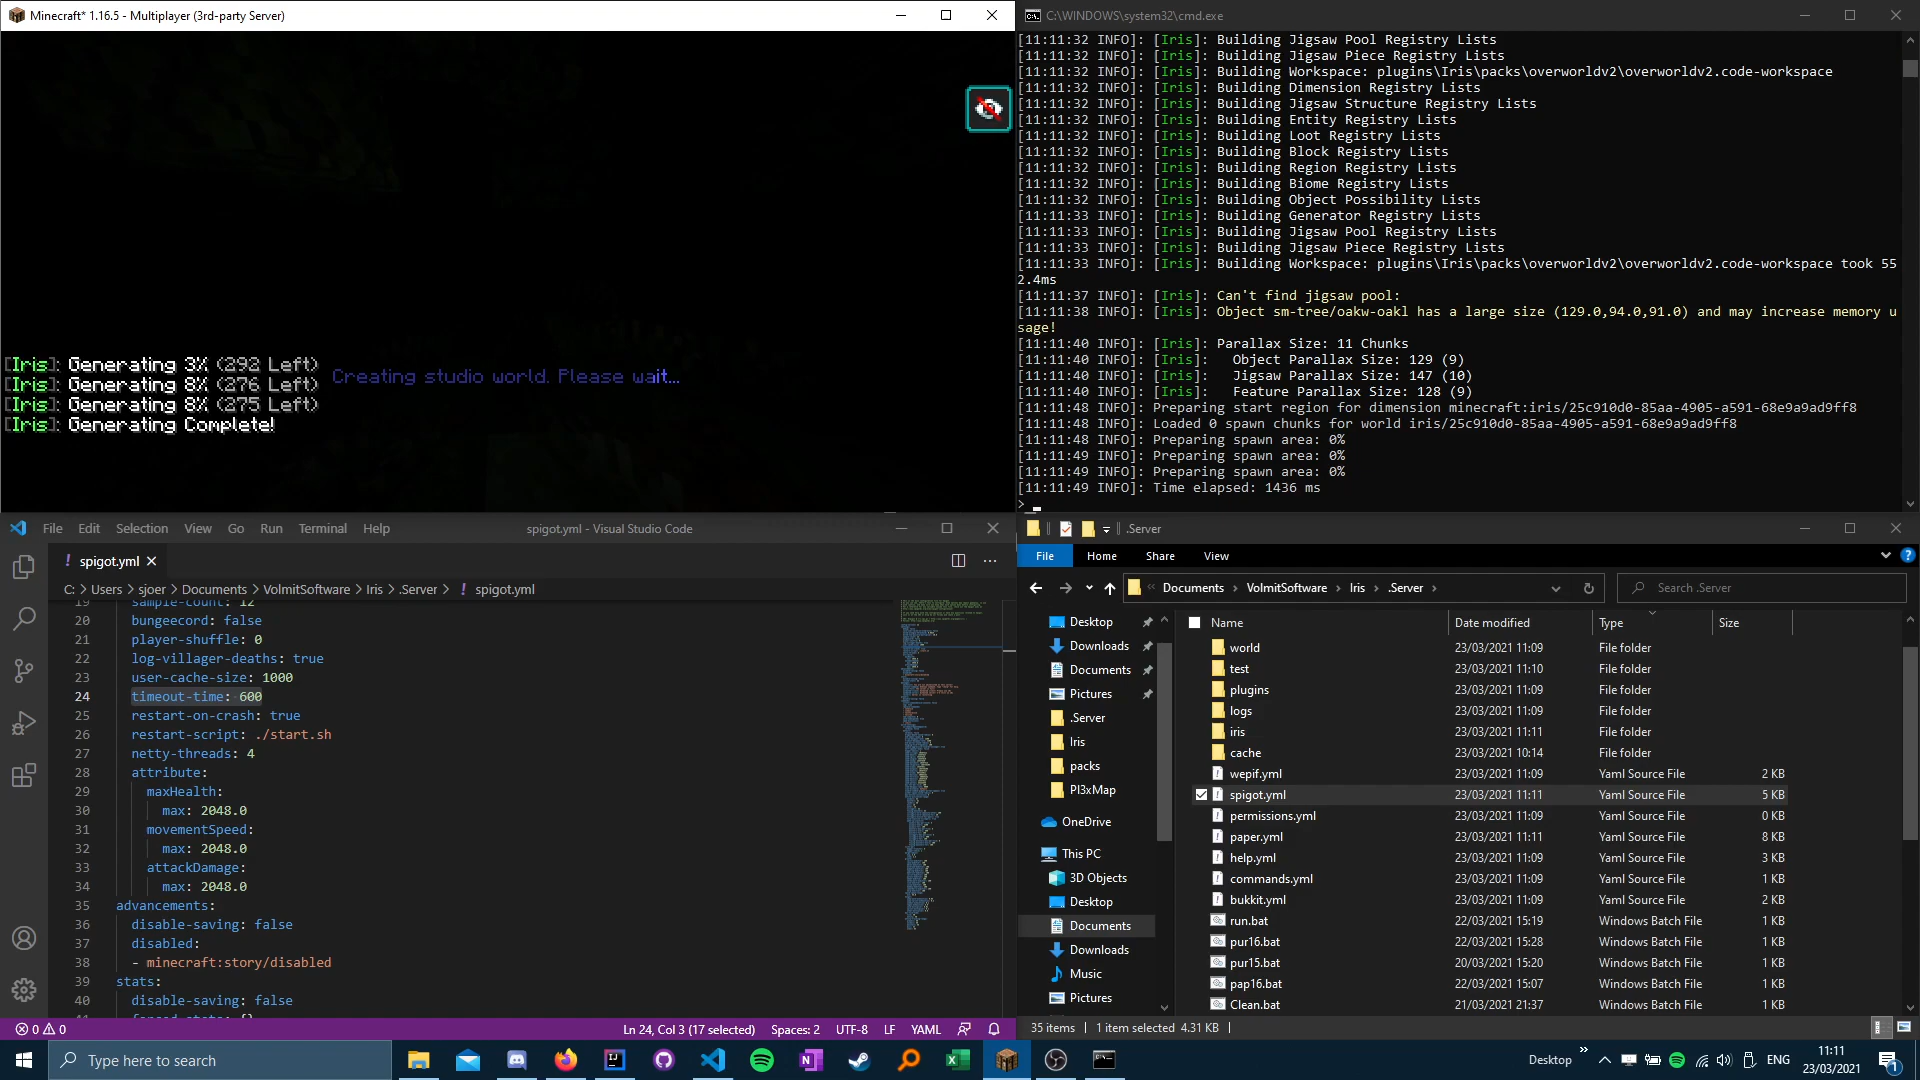 Minecraft* 1.16.5 - Multiplayer (3rd-party Server)
[Iris]: Generating 3% (292 Left)
[Iris]: Generating 8% (276 Left)
[Iris]: Generating 8% (275 Left)
[Iris]: Generating Complete!
Creating studio world. Please wait...
C:\WINDOWS\system32\cmd.exe
[11:11:32 INFO]: [Iris]: Building Jigsaw Pool Registry Lists
[11:11:32 INFO]: [Iris]: Building Jigsaw Piece Registry Lists
[11:11:32 INFO]: [Iris]: Building Workspace: plugins\Iris\packs\overworldv2\overworldv2.code-workspace
[11:11:32 INFO]: [Iris]: Building Dimension Registry Lists
[11:11:32 INFO]: [Iris]: Building Jigsaw Structure Registry Lists
[11:11:32 INFO]: [Iris]: Building Entity Registry Lists
[11:11:32 INFO]: [Iris]: Building Loot Registry Lists
[11:11:32 INFO]: [Iris]: Building Block Registry Lists
[11:11:32 INFO]: [Iris]: Building Region Registry Lists
[11:11:32 INFO]: [Iris]: Building Biome Registry Lists
[11:11:32 INFO]: [Iris]: Building Object Possibility Lists
[11:11:33 INFO]: [Iris]: Building Generator Registry Lists
[11:11:33 INFO]: [Iris]: Building Jigsaw Pool Registry Lists
[11:11:33 INFO]: [Iris]: Building Jigsaw Piece Registry Lists
[11:11:33 INFO]: [Iris]: Building Workspace: plugins\Iris\packs\overworldv2\overworldv2.code-workspace took 55
2.4ms
[11:11:37 INFO]: [Iris]: Can't find jigsaw pool:
[11:11:38 INFO]: [Iris]: Object sm-tree/oakw-oakl has a large size (129.0,94.0,91.0) and may increase memory u
sage!
[11:11:40 INFO]: [Iris]: Parallax Size: 11 Chunks
[11:11:40 INFO]: [Iris]:   Object Parallax Size: 129 (9)
[11:11:40 INFO]: [Iris]:   Jigsaw Parallax Size: 147 (10)
[11:11:40 INFO]: [Iris]:   Feature Parallax Size: 128 (9)
[11:11:48 INFO]: Preparing start region for dimension minecraft:iris/25c910d0-85aa-4905-a591-68e9a9ad9ff8
[11:11:48 INFO]: Loaded 0 spawn chunks for world iris/25c910d0-85aa-4905-a591-68e9a9ad9ff8
[11:11:48 INFO]: Preparing spawn area: 0%
[11:11:49 INFO]: Preparing spawn area: 0%
[11:11:49 INFO]: Preparing spawn area: 0%
[11:11:49 INFO]: Time elapsed: 1436 ms
>
File Edit Selection View Go Run Terminal Help spigot.yml - Visual Studio Code
! spigot.yml
C: > Users > sjoer > Documents > VolmitSoftware > Iris > .Server > ! spigot.yml
19 sample-count: 12
20 bungeecord: false
21 player-shuffle: 0
22 log-villager-deaths: true
23 user-cache-size: 1000
24 timeout-time: 600
25 restart-on-crash: true
26 restart-script: ./start.sh
27 netty-threads: 4
28 attribute:
29 maxHealth:
30 max: 2048.0
31 movementSpeed:
32 max: 2048.0
33 attackDamage:
34 max: 2048.0
35 advancements:
36 disable-saving: false
37 disabled:
38 - minecraft:story/disabled
39 stats:
40 disable-saving: false
41 forced-stats: {}
0 0 Ln 24, Col 3 (17 selected) Spaces: 2 UTF-8 LF YAML
.Server
File Home Share View
Documents > VolmitSoftware > Iris > .Server > Search .Server
Desktop
Downloads
Documents
Pictures
.Server
Iris
packs
Pl3xMap
OneDrive
This PC
3D Objects
Desktop
Documents
Downloads
Music
Pictures
Name Date modified Type Size
world 23/03/2021 11:09 File folder
test 23/03/2021 11:10 File folder
plugins 23/03/2021 11:09 File folder
logs 23/03/2021 11:09 File folder
iris 23/03/2021 11:11 File folder
cache 23/03/2021 10:14 File folder
wepif.yml 23/03/2021 11:09 Yaml Source File 2 KB
spigot.yml 23/03/2021 11:11 Yaml Source File 5 KB
permissions.yml 23/03/2021 11:09 Yaml Source File 0 KB
paper.yml 23/03/2021 11:11 Yaml Source File 8 KB
help.yml 23/03/2021 11:09 Yaml Source File 3 KB
commands.yml 23/03/2021 11:09 Yaml Source File 1 KB
bukkit.yml 23/03/2021 11:09 Yaml Source File 2 KB
run.bat 22/03/2021 15:19 Windows Batch File 1 KB
pur16.bat 22/03/2021 15:28 Windows Batch File 1 KB
pur15.bat 20/03/2021 15:20 Windows Batch File 1 KB
pap16.bat 22/03/2021 15:07 Windows Batch File 1 KB
Clean.bat 21/03/2021 21:37 Windows Batch File 1 KB
35 items 1 item selected 4.31 KB
Type here to search
Desktop ENG 11:11
23/03/2021
1